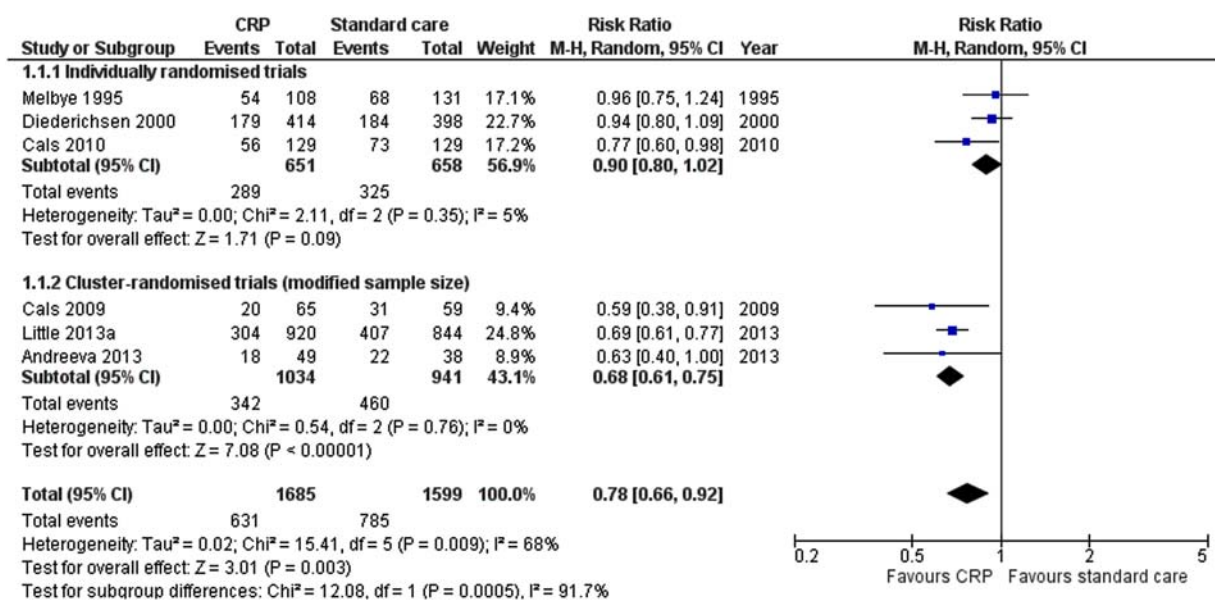 CRP Standard care Risk Ratio Risk Ratio
Study or Subgroup Events Total Events Total Weight M-H, Random, 95% CI Year M-H, Random, 95% CI
1.1.1 Individually randomised trials
Melbye 1995 54 108 68 131 17.1% 0.96 [0.75, 1.24] 1995
Diederichsen 2000 179 414 184 398 22.7% 0.94 [0.80, 1.09] 2000
Cals 2010 56 129 73 129 17.2% 0.77 [0.60, 0.98] 2010
Subtotal (95% CI) 651 658 56.9% 0.90 [0.80, 1.02]
Total events 289 325
Heterogeneity: Tau² = 0.00; Chi² = 2.11, df = 2 (P = 0.35); I² = 5%
Test for overall effect: Z = 1.71 (P = 0.09)
1.1.2 Cluster-randomised trials (modified sample size)
Cals 2009 20 65 31 59 9.4% 0.59 [0.38, 0.91] 2009
Little 2013a 304 920 407 844 24.8% 0.69 [0.61, 0.77] 2013
Andreeva 2013 18 49 22 38 8.9% 0.63 [0.40, 1.00] 2013
Subtotal (95% CI) 1034 941 43.1% 0.68 [0.61, 0.75]
Total events 342 460
Heterogeneity: Tau² = 0.00; Chi² = 0.54, df = 2 (P = 0.76); I² = 0%
Test for overall effect: Z = 7.08 (P < 0.00001)
Total (95% CI) 1685 1599 100.0% 0.78 [0.66, 0.92]
Total events 631 785
Heterogeneity: Tau² = 0.02; Chi² = 15.41, df = 5 (P = 0.009); I² = 68%
Test for overall effect: Z = 3.01 (P = 0.003)
Test for subgroup differences: Chi² = 12.08, df = 1 (P = 0.0005), I² = 91.7%
0.2 0.5 1 2 5
Favours CRP Favours standard care